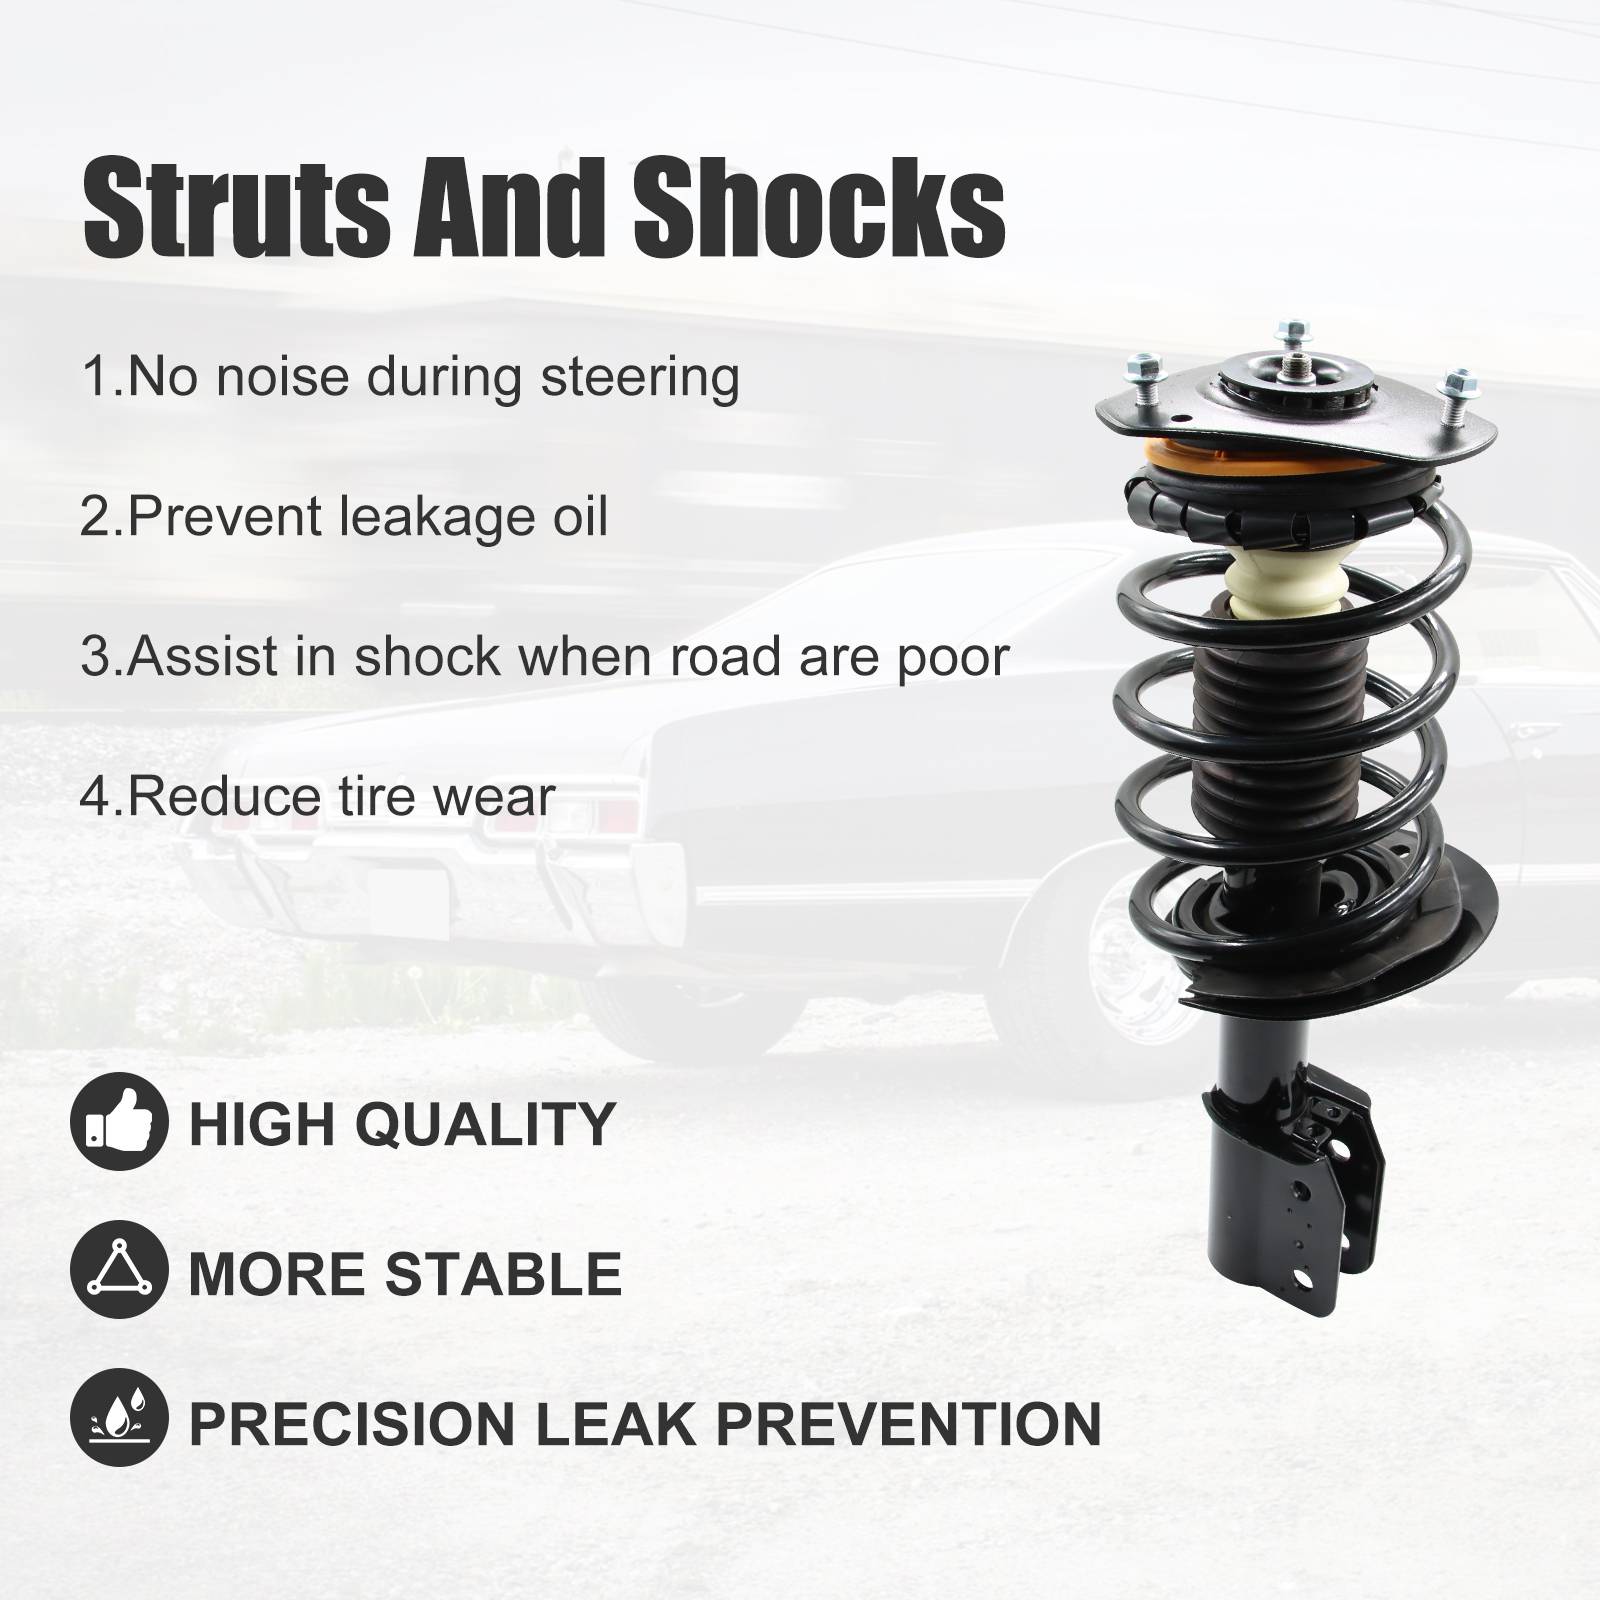 Struts And Shocks
1.No noise during steering
2.Prevent leakage oil
3.Assist in shock when road are poor
4.Reduce tire wear
HIGH QUALITY
MORE STABLE
PRECISION LEAK PREVENTION